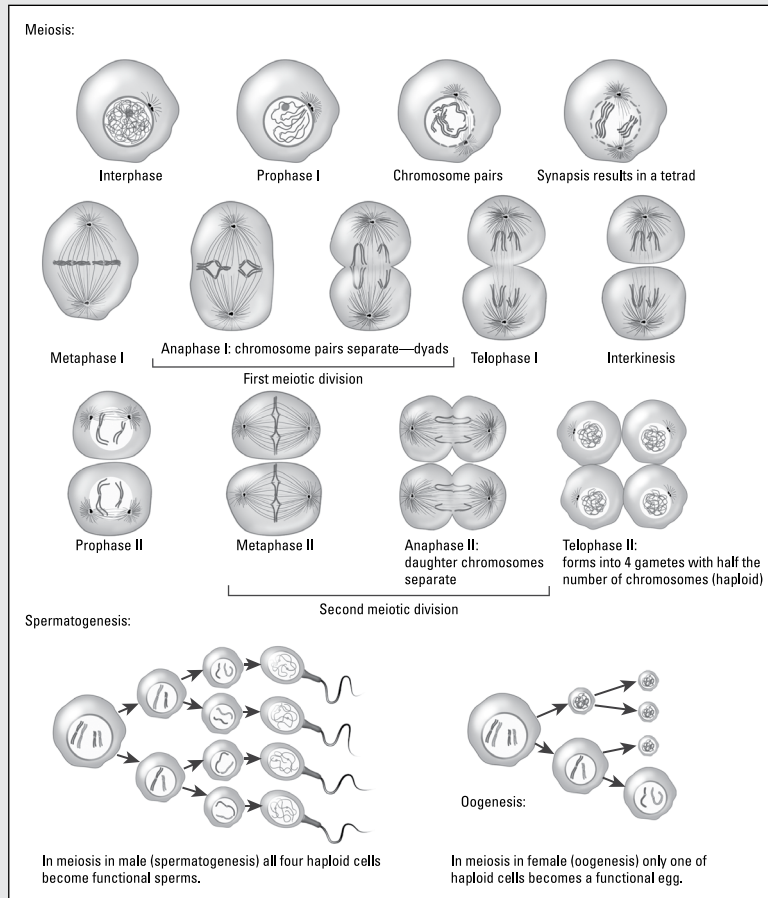 Meiosis:
Interphase
Prophase I
Chromosome pairs
Synapsis results in a tetrad
Metaphase I
Anaphase I: chromosome pairs separate—dyads
Telophase I
Interkinesis
First meiotic division
Prophase II
Metaphase II
Anaphase II:
daughter chromosomes
separate
Telophase II:
forms into 4 gametes with half the
number of chromosomes (haploid)
Second meiotic division
Spermatogenesis:
In meiosis in male (spermatogenesis) all four haploid cells
become functional sperms.
Oogenesis:
In meiosis in female (oogenesis) only one of
haploid cells becomes a functional egg.